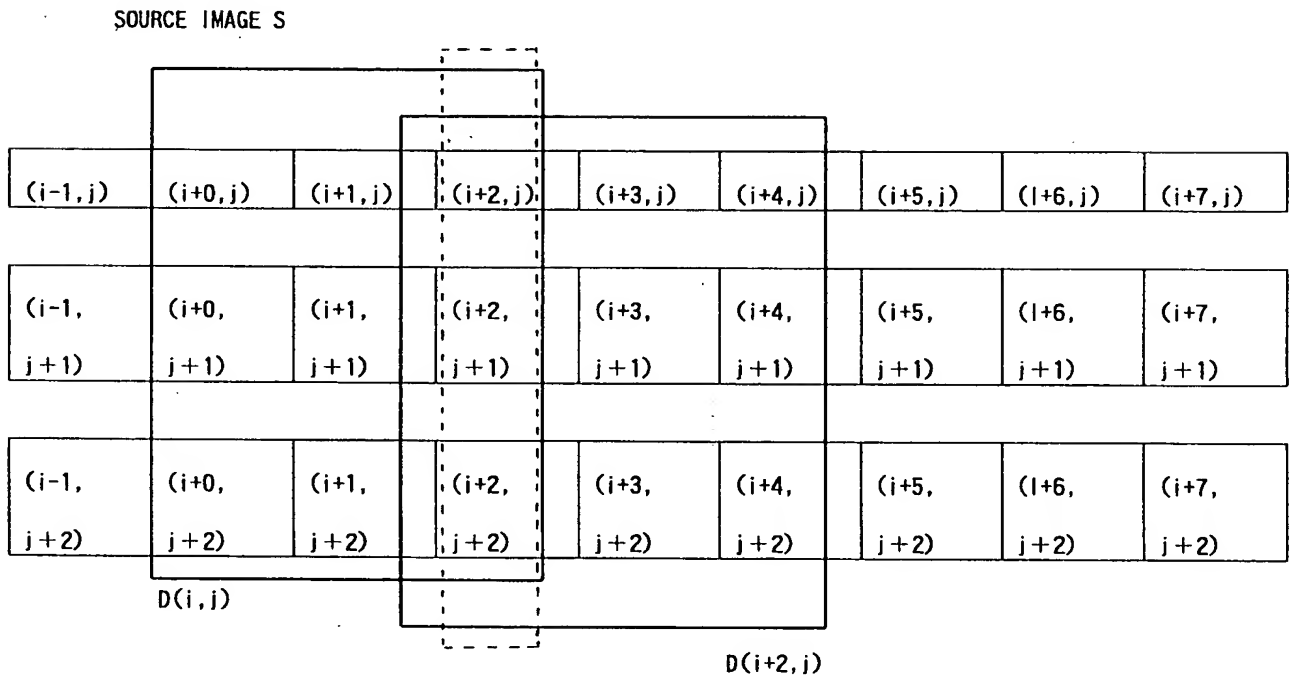 SOURCE IMAGE S
(i-1,j) (i+0,j) (i+1,j) (i+2,j) (i+3,j) (i+4,j) (i+5,j) (l+6,j) (i+7,j)
(i-1, (i+0, (i+1, (i+2, (i+3, (i+4, (i+5, (l+6, (i+7,
j+1) j+1) j+1) j+1) j+1) j+1) j+1) j+1) j+1)
(i-1, (i+0, (i+1, (i+2, (i+3, (i+4, (i+5, (l+6, (i+7,
j+2) j+2) j+2) j+2) j+2) j+2) j+2) j+2) j+2)
D(i,j)
D(i+2,j)